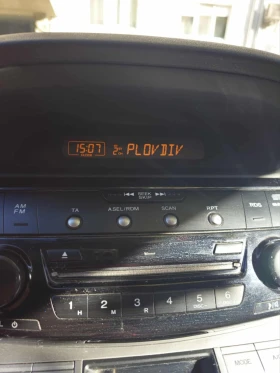 15:07 PLOVDIV
SEEK
SKIP
AM
FM
TA
A.SEL/RDM
SCAN
RPT
RDS
1 2 3 4 5 6
H M R
MODE